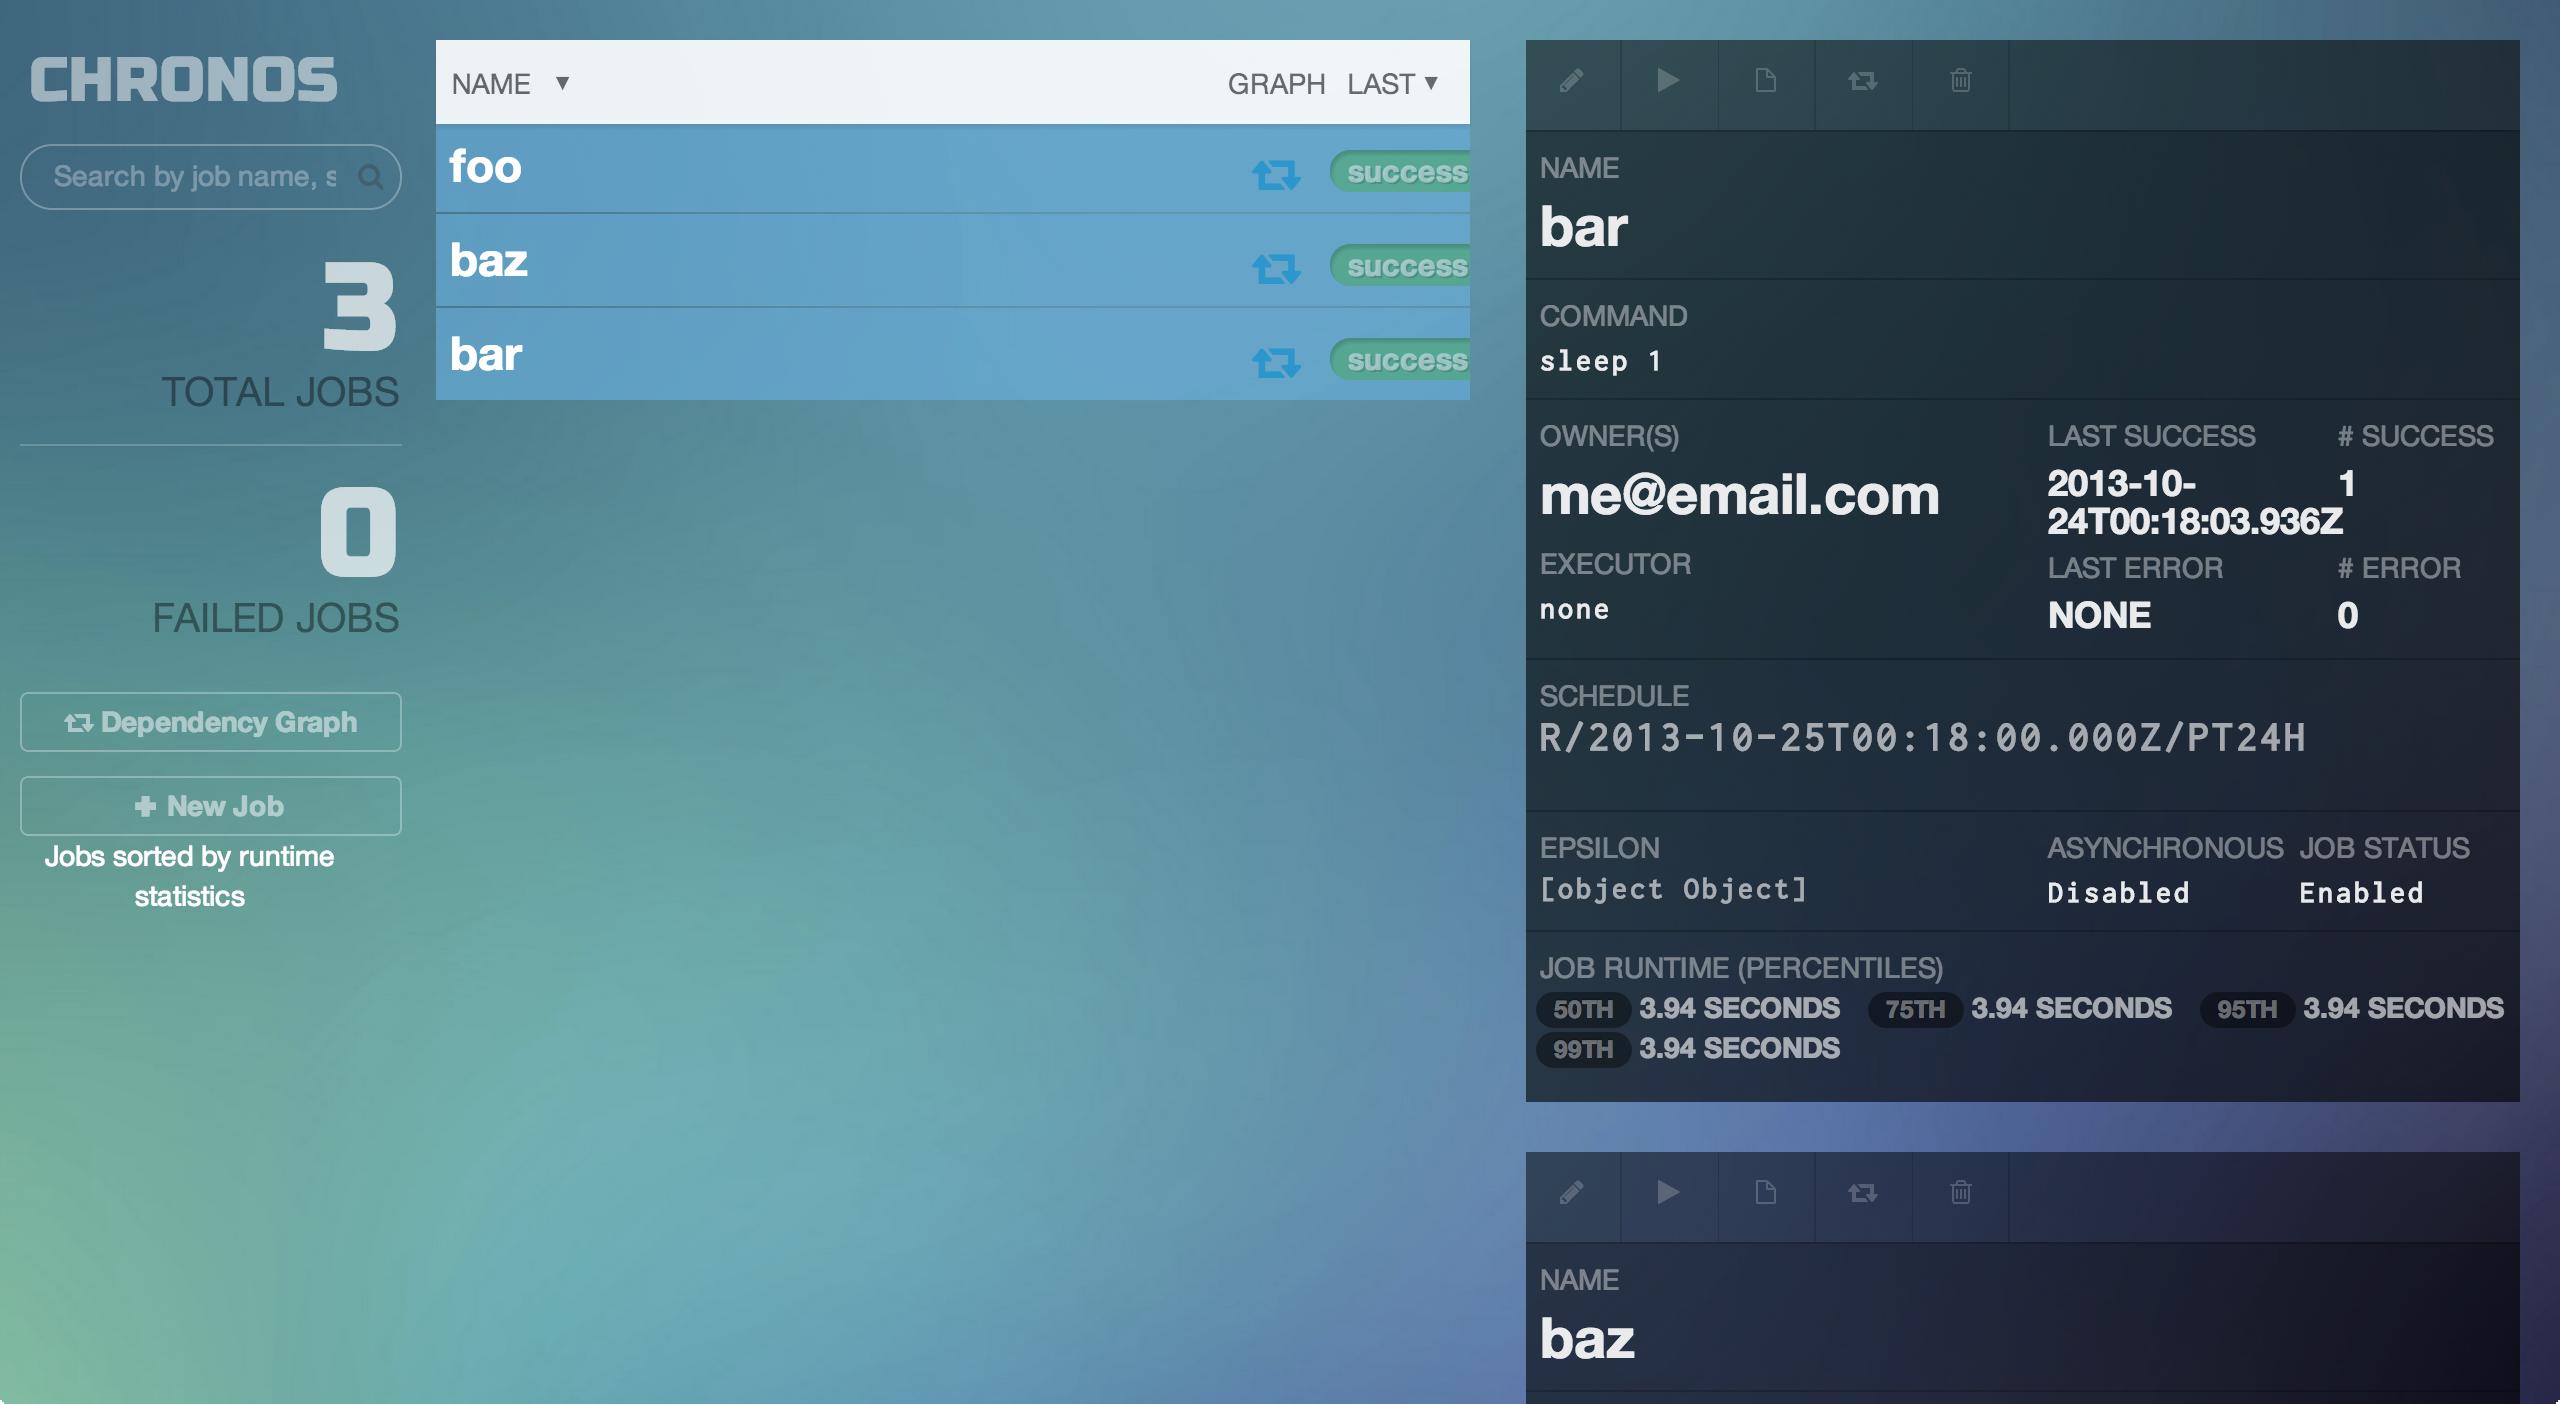 CHRONOS
Search by job name, s
3
TOTAL JOBS
0
FAILED JOBS
Dependency Graph
New Job
Jobs sorted by runtime
statistics
NAME ▼ GRAPH LAST ▼
foo success
baz success
bar success
NAME
bar
COMMAND
sleep 1
OWNER(S)
me@email.com
EXECUTOR
none
LAST SUCCESS # SUCCESS
2013-10- 1
24T00:18:03.936Z
LAST ERROR # ERROR
NONE 0
SCHEDULE
R/2013-10-25T00:18:00.000Z/PT24H
EPSILON ASYNCHRONOUS JOB STATUS
[object Object] Disabled Enabled
JOB RUNTIME (PERCENTILES)
50TH 3.94 SECONDS 75TH 3.94 SECONDS 95TH 3.94 SECONDS
99TH 3.94 SECONDS
NAME
baz